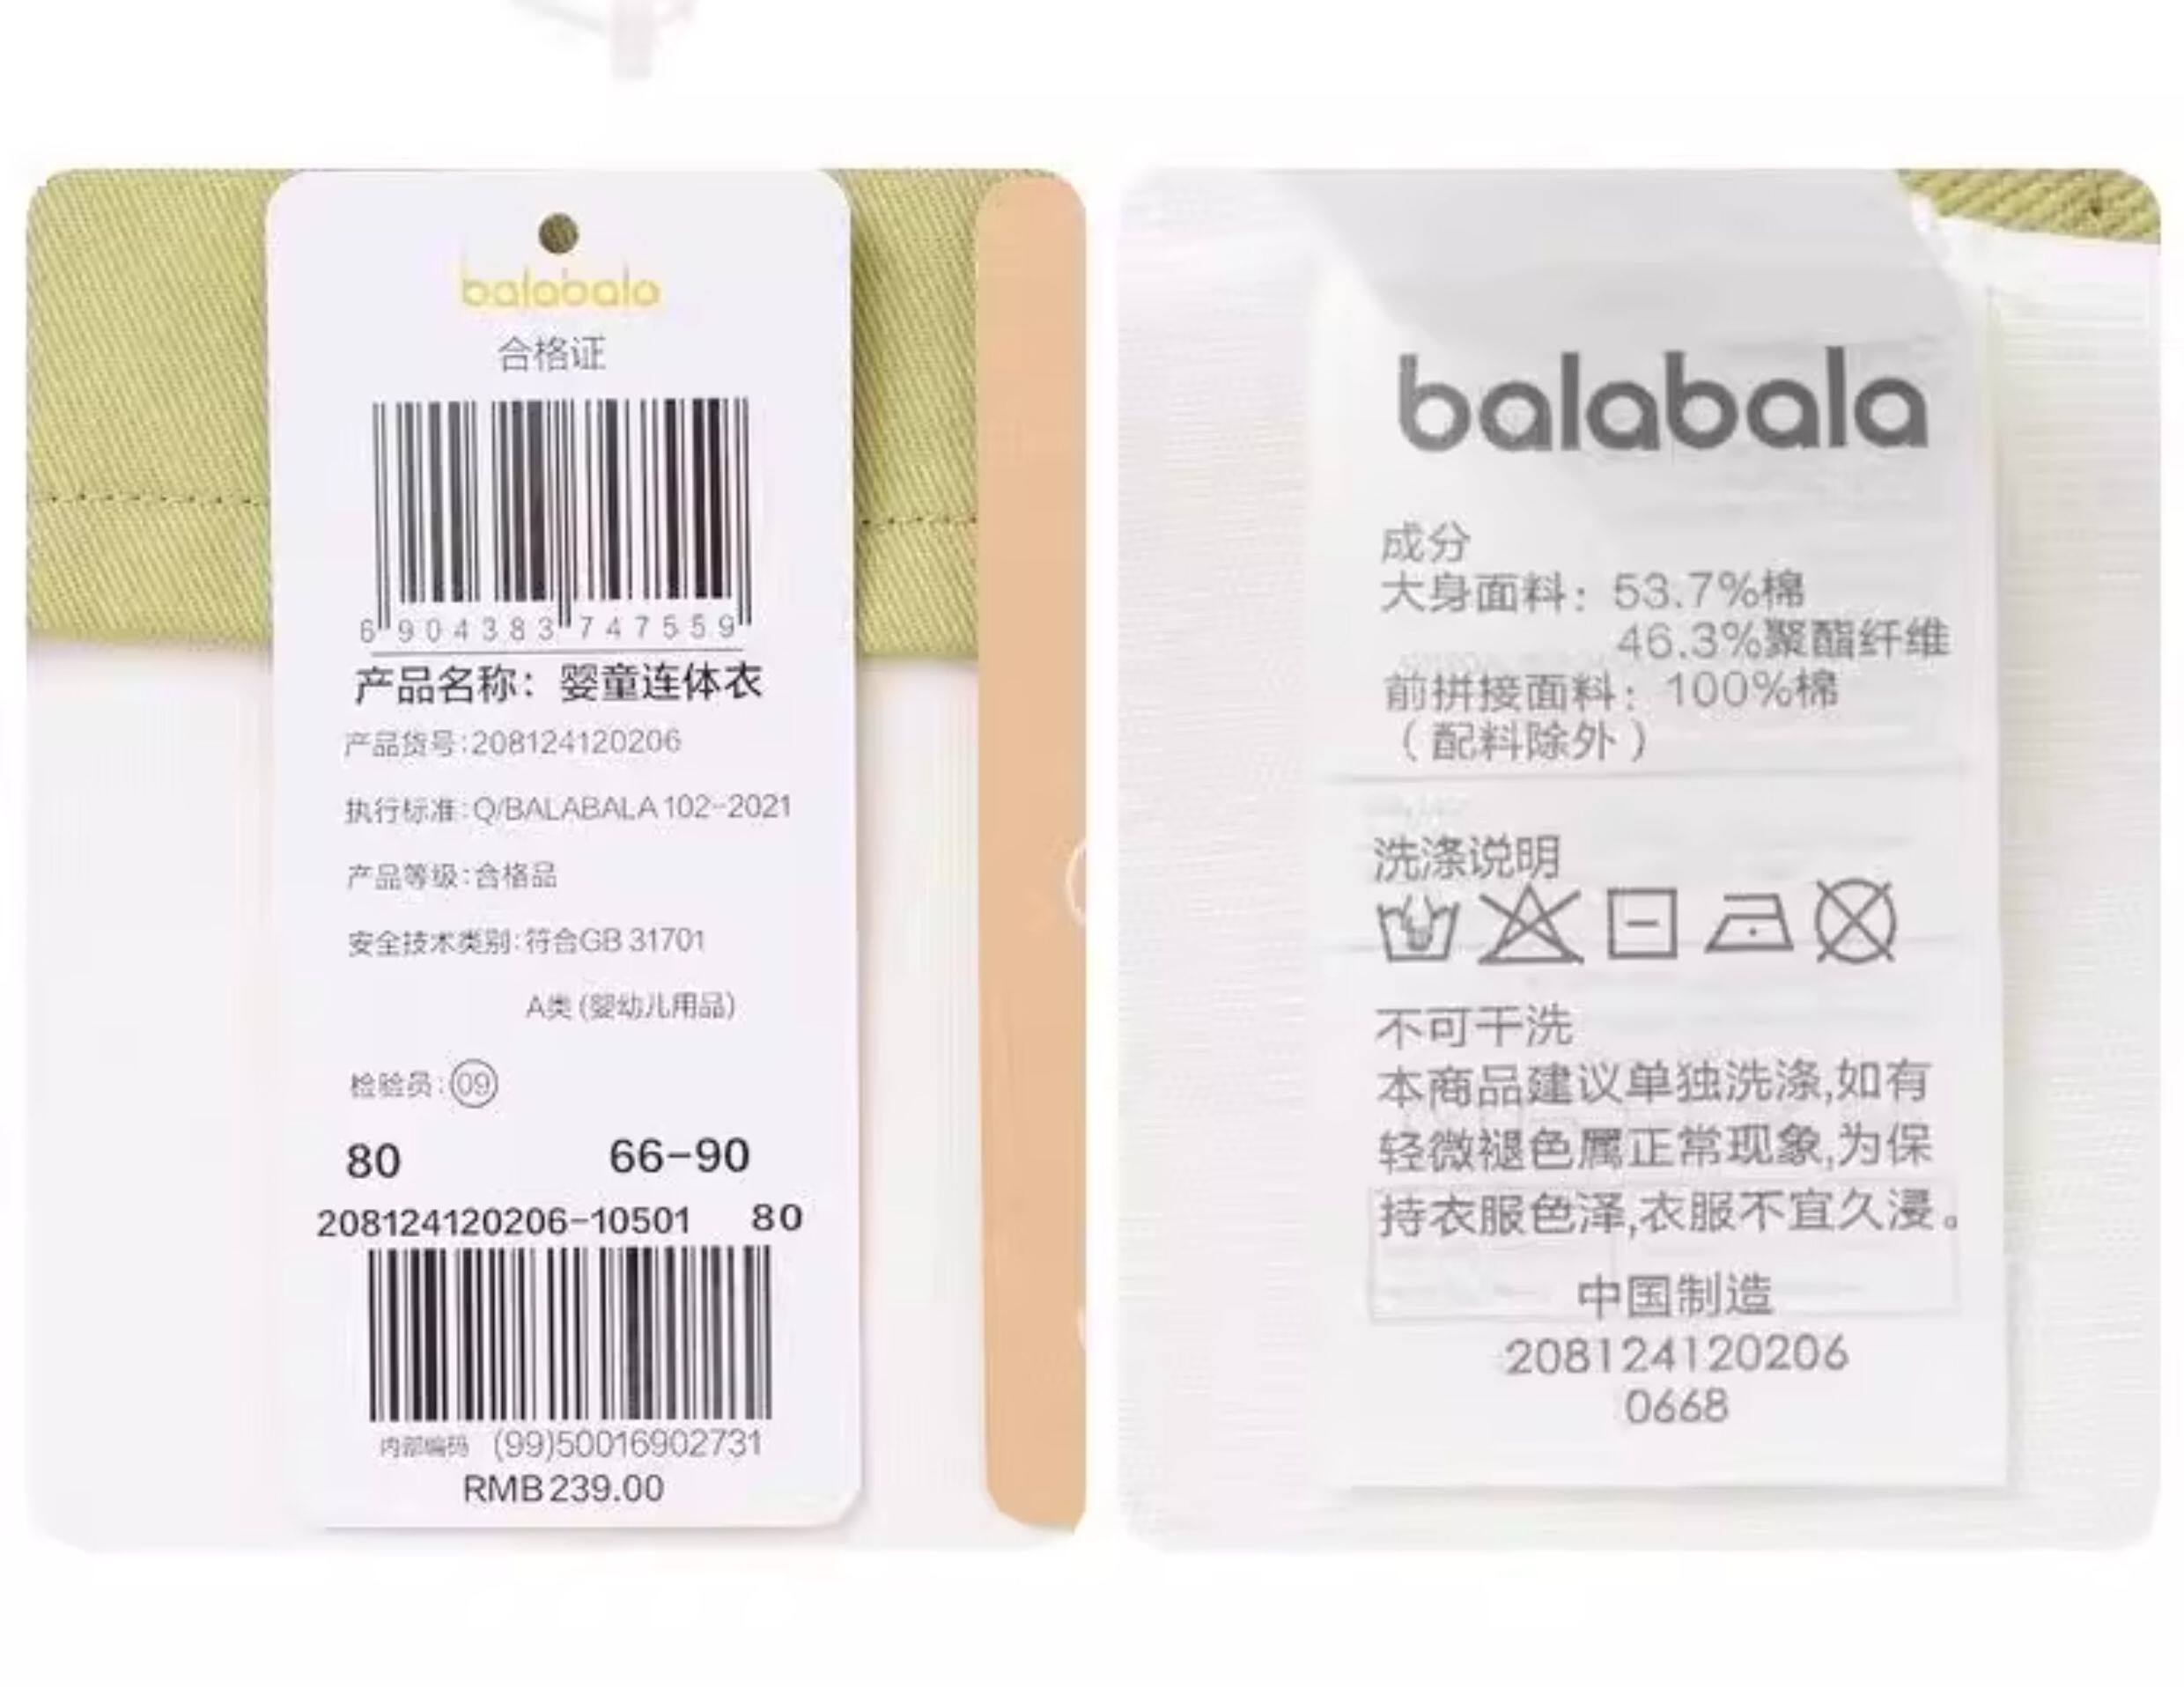 balabala
合格证
6 904383 747559
产品名称：婴童连体衣
产品货号:208124120206
执行标准:Q/BALABALA 102-2021
产品等级:合格品
安全技术类别:符合GB 31701
A类 (婴幼儿用品)
检验员:09
80 66-90
208124120206-10501 80
内部编码 (99)50016902731
RMB 239.00
balabala
成分
大身面料：53.7%棉
46.3%聚酯纤维
前拼接面料：100%棉
（配料除外）
洗涤说明
不可干洗
本商品建议单独洗涤,如有
轻微褪色属正常现象,为保
持衣服色泽,衣服不宜久浸。
中国制造
208124120206
0668